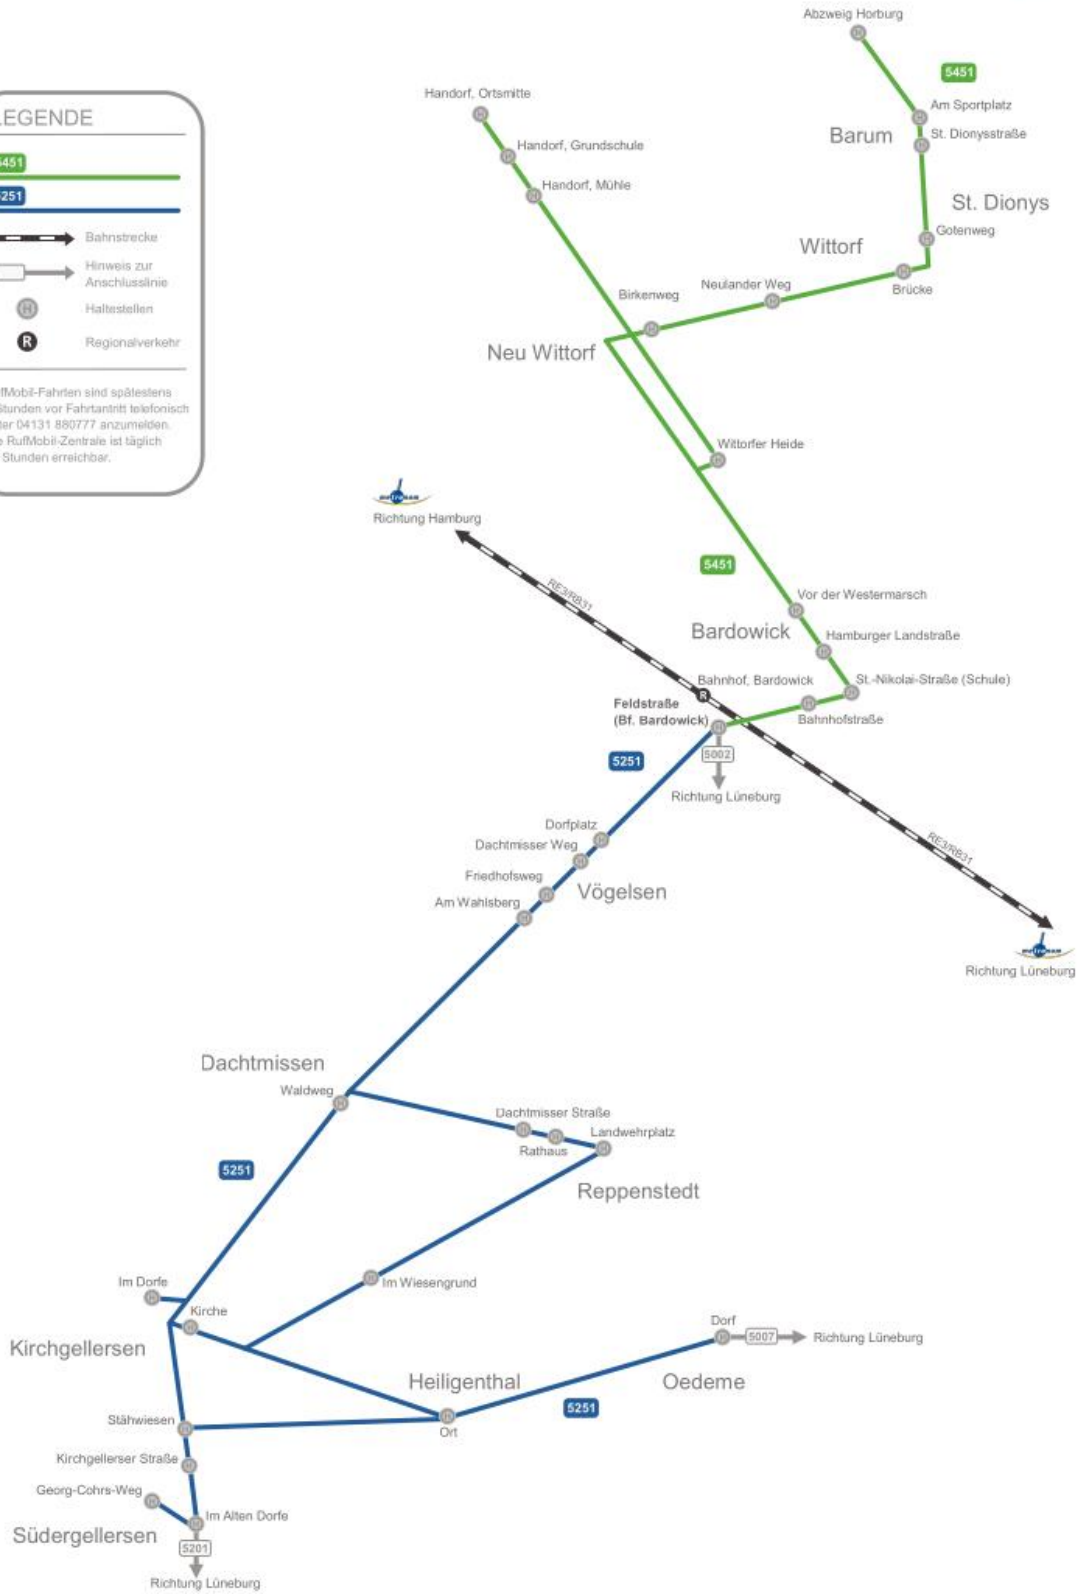 Abzweig Horburg
5451
Am Sportplatz
St. Dionysstraße
Barum
St. Dionys
Gotenweg
Wittorf
Brücke
Neulander Weg
Birkenweg
Neu Wittorf
Handorf, Ortsmitte
Handorf, Grundschule
Handorf, Mühle
Wittorfer Heide
LEGENDE
5451
5251
Bahnstrecke
Hinweis zur
Anschlusslinie
H
Haltestellen
R
Regionalverkehr
fMobil-Fahrten sind spätestens
Stunden vor Fahrtantritt telefonisch
ter 04131 880777 anzumelden.
e RufMobil-Zentrale ist täglich
Stunden erreichbar.
metronom
Richtung Hamburg
RE3/RB31
5451
Vor der Westermarsch
Bardowick
Hamburger Landstraße
Bahnhof, Bardowick
St.-Nikolai-Straße (Schule)
R
Feldstraße
(Bf. Bardowick)
Bahnhofstraße
5002
5251
Richtung Lüneburg
Dorfplatz
Dachtmisser Weg
Friedhofsweg
Am Wahlsberg
Vögelsen
RE3/RB31
metronom
Richtung Lüneburg
Dachtmissen
Waldweg
Dachtmisser Straße
Landwehrplatz
Rathaus
5251
Reppenstedt
Im Dorfe
Im Wiesengrund
Kirche
Kirchgellersen
Dorf
5007
Richtung Lüneburg
Heiligenthal
Oedeme
5251
Ort
Stähwiesen
Kirchgellerser Straße
Georg-Cohrs-Weg
Im Alten Dorfe
Südergellersen
5201
Richtung Lüneburg